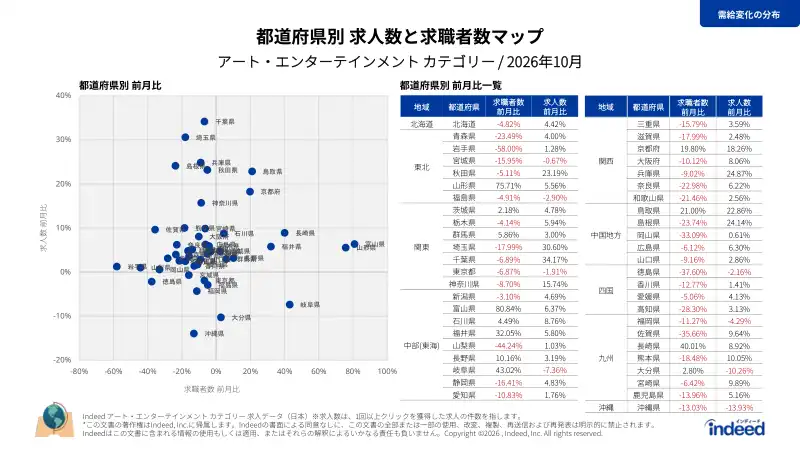 需給変化の分布
都道府県別 求人数と求職者数マップ
アート・エンターテインメント カテゴリー / 2026年10月
都道府県別 前月比
40%
30%
20%
10%
0%
-10%
-20%
-80%
-60%
-40%
-20%
0%
20%
40%
60%
80%
100%
求人数 前月比
求職者数 前月比
千葉県
埼玉県
兵庫県
島根県
秋田県
鳥取県
京都府
神奈川県
佐賀県
宮崎県
石川県
長崎県
大阪府
福井県
富山県
山形県
群馬県
長野県
岩手県
岡山県
徳島県
宮城県
東京都
福島県
福岡県
岐阜県
大分県
沖縄県
都道府県別 前月比一覧
地域 都道府県 求職者数 前月比 求人数 前月比
北海道 北海道 -4.82% 4.42%
東北 青森県 -23.49% 4.00%
岩手県 -58.00% 1.28%
宮城県 -15.95% -0.67%
秋田県 -5.11% 23.19%
山形県 75.71% 5.56%
福島県 -4.91% -2.90%
関東 茨城県 2.18% 4.78%
栃木県 -4.14% 5.94%
群馬県 5.86% 3.00%
埼玉県 -17.99% 30.60%
千葉県 -6.89% 34.17%
東京都 -6.87% -1.91%
神奈川県 -8.70% 15.74%
中部(東海) 新潟県 -3.10% 4.69%
富山県 80.84% 6.37%
石川県 4.49% 8.76%
福井県 32.05% 5.80%
山梨県 -44.24% 1.03%
長野県 10.16% 3.19%
岐阜県 43.02% -7.36%
静岡県 -16.41% 4.83%
愛知県 -10.83% 1.76%
地域 都道府県 求職者数 前月比 求人数 前月比
関西 三重県 -15.79% 3.59%
滋賀県 -17.99% 2.48%
京都府 19.80% 18.26%
大阪府 -10.12% 8.06%
兵庫県 -9.02% 24.87%
奈良県 -22.98% 6.22%
和歌山県 -21.46% 2.56%
中国地方 鳥取県 21.00% 22.86%
島根県 -23.74% 24.14%
岡山県 -33.09% 0.61%
広島県 -6.12% 6.30%
山口県 -9.16% 2.86%
四国 徳島県 -37.60% -2.16%
香川県 -12.77% 1.41%
愛媛県 -5.06% 4.13%
高知県 -28.30% 3.13%
九州 福岡県 -11.27% -4.29%
佐賀県 -35.66% 9.64%
長崎県 40.01% 8.92%
熊本県 -18.48% 10.05%
大分県 2.80% -10.26%
宮崎県 -6.42% 9.89%
鹿児島県 -13.96% 5.16%
沖縄 沖縄県 -13.03% -13.93%
Indeed アート・エンターテインメント カテゴリー 求人データ（日本）※求人数は、1回以上クリックを獲得した求人の件数を指します。
*この文書の著作権はIndeed, Inc.に帰属します。Indeedの書面による同意なしに、この文書の全部または一部の使用、改変、複製、再送信および再発表は明示的に禁止されます。
Indeedはこの文書に含まれる情報の使用もしくは適用、またはそれらの解釈によるいかなる責任も負いません。Copyright ©2026 , Indeed, Inc. All rights reserved.
インディード
indeed